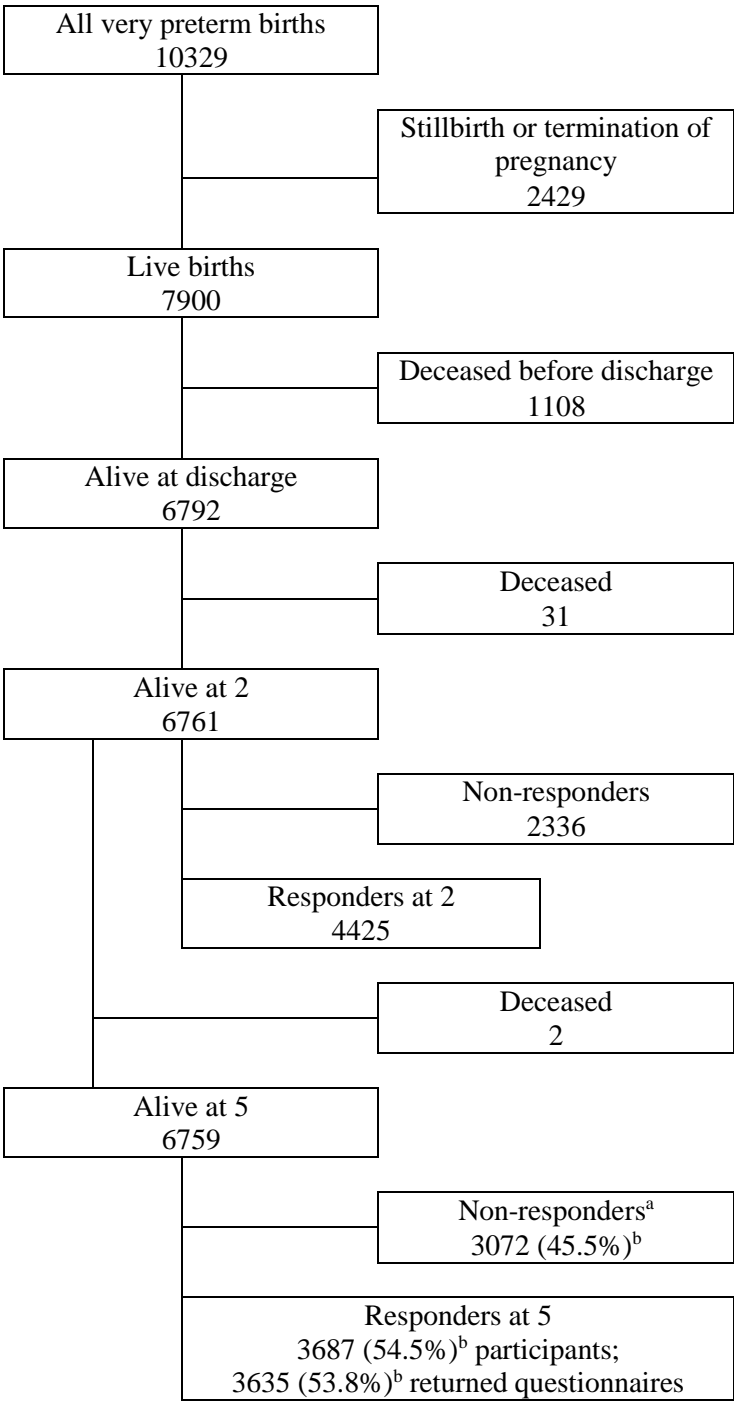 All very preterm births
10329
Stillbirth or termination of
pregnancy
2429
Live births
7900
Deceased before discharge
1108
Alive at discharge
6792
Deceased
31
Alive at 2
6761
Non-responders
2336
Responders at 2
4425
Deceased
2
Alive at 5
6759
Non-respondersᵃ
3072 (45.5%)ᵇ
Responders at 5
3687 (54.5%)ᵇ participants;
3635 (53.8%)ᵇ returned questionnaires